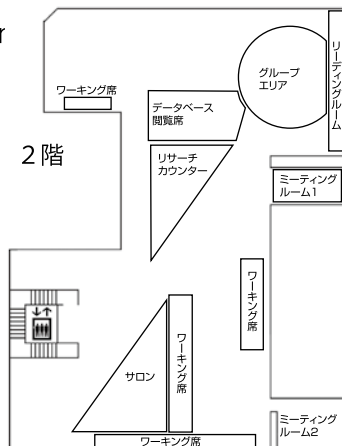 r
リーディングルーム
グループ
エリア
ワーキング席
データベース
閲覧席
2階
リサーチ
カウンター
ミーティング
ルーム1
ワーキング席
ワーキング席
サロン
ミーティング
ルーム2
ワーキング席